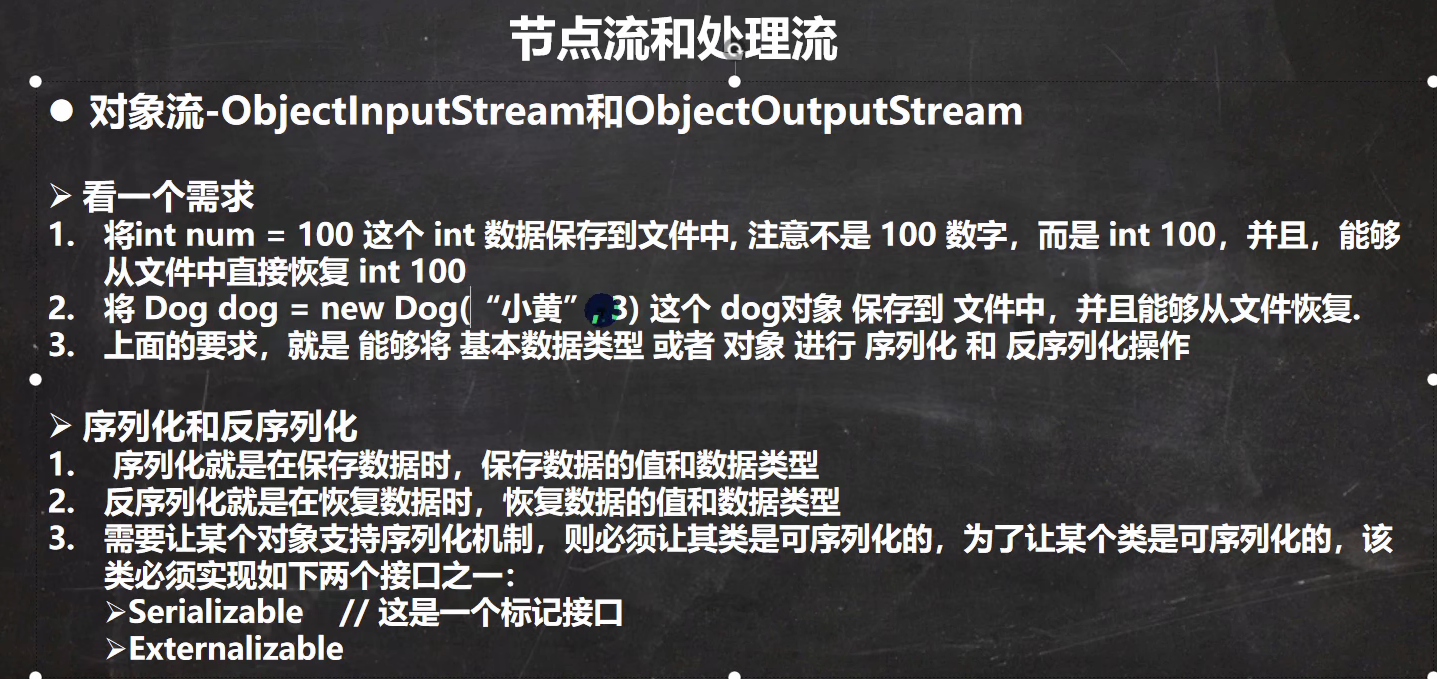 节点流和处理流
● 对象流-ObjectInputStream和ObjectOutputStream
➢ 看一个需求
1. 将int num = 100 这个 int 数据保存到文件中, 注意不是 100 数字，而是 int 100，并且，能够
从文件中直接恢复 int 100
2. 将 Dog dog = new Dog(“小黄”, 3) 这个 dog对象 保存到 文件中，并且能够从文件恢复.
3. 上面的要求，就是 能够将 基本数据类型 或者 对象 进行 序列化 和 反序列化操作
➢ 序列化和反序列化
1. 序列化就是在保存数据时，保存数据的值和数据类型
2. 反序列化就是在恢复数据时，恢复数据的值和数据类型
3. 需要让某个对象支持序列化机制，则必须让其类是可序列化的，为了让某个类是可序列化的，该
类必须实现如下两个接口之一：
➢Serializable // 这是一个标记接口
➢Externalizable